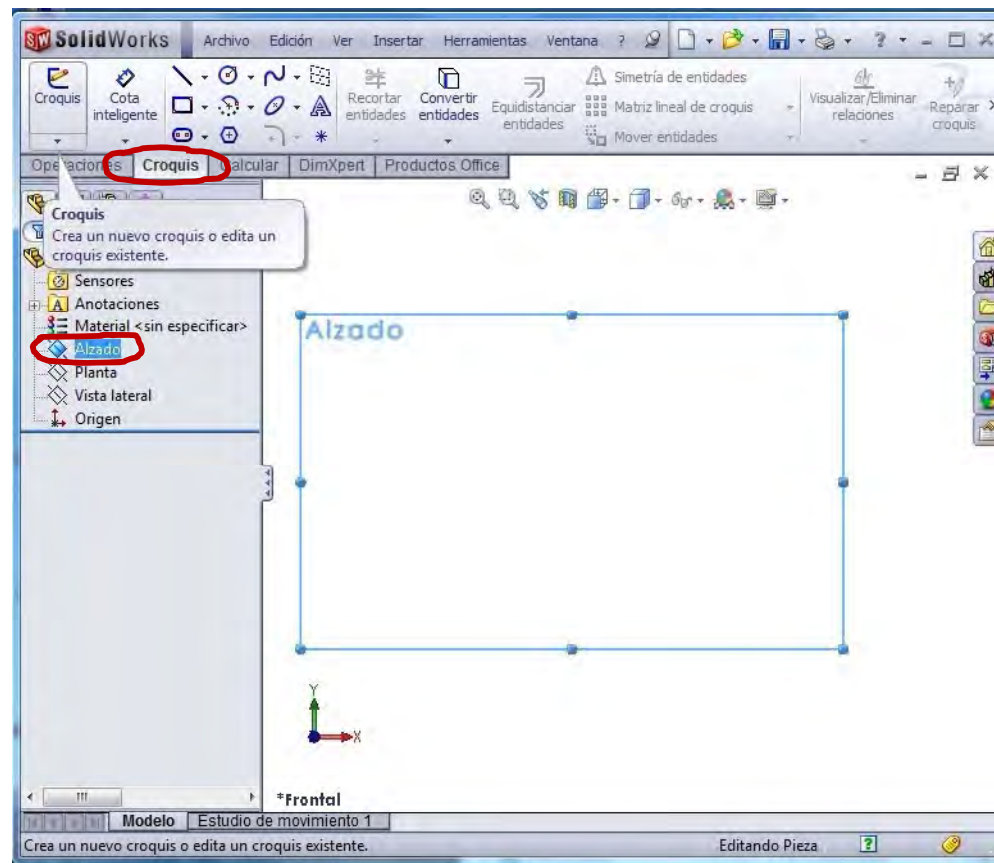 SolidWorks Archivo Edición Ver Insertar Herramientas Ventana ?
Croquis
Cota inteligente
Recortar entidades
Convertir entidades
Equidistanciar entidades
Simetría de entidades
Matriz lineal de croquis
Mover entidades
Visualizar/Eliminar relaciones
Reparar croquis
Operaciones Croquis Calcular DimXpert Productos Office
Croquis
Crea un nuevo croquis o edita un
croquis existente.
Sensores
Anotaciones
Material <sin especificar>
Alzado
Planta
Vista lateral
Origen
Alzado
Y
X
*Frontal
Modelo Estudio de movimiento 1
Crea un nuevo croquis o edita un croquis existente. Editando Pieza